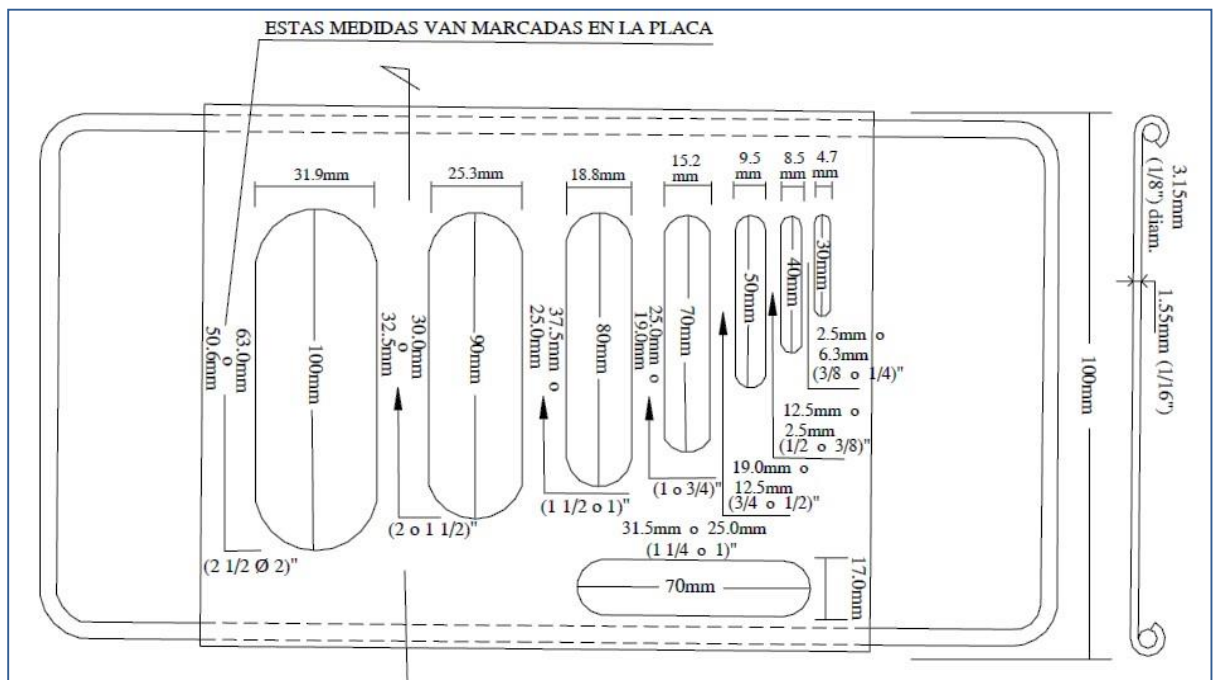 ESTAS MEDIDAS VAN MARCADAS EN LA PLACA
31.9mm
25.3mm
18.8mm
15.2
mm
9.5
mm
8.5
mm
4.7
mm
3.15mm
(1/8") diam.
1.55mm (1/16")
100mm
63.0mm
o
50.6mm
100mm
30.0mm
o
32.5mm
90mm
37.5mm o
25.0mm
80mm
25.0mm o
19.0mm
70mm
50mm
40mm
30mm
2.5mm o
6.3mm
(3/8 o 1/4)"
12.5mm o
2.5mm
(1/2 o 3/8)"
19.0mm o
12.5mm
(3/4 o 1/2)"
(1 o 3/4)"
(1 1/2 o 1)"
(2 o 1 1/2)"
(2 1/2 Ø 2)"
31.5mm o 25.0mm
(1 1/4 o 1)"
70mm
17.0mm